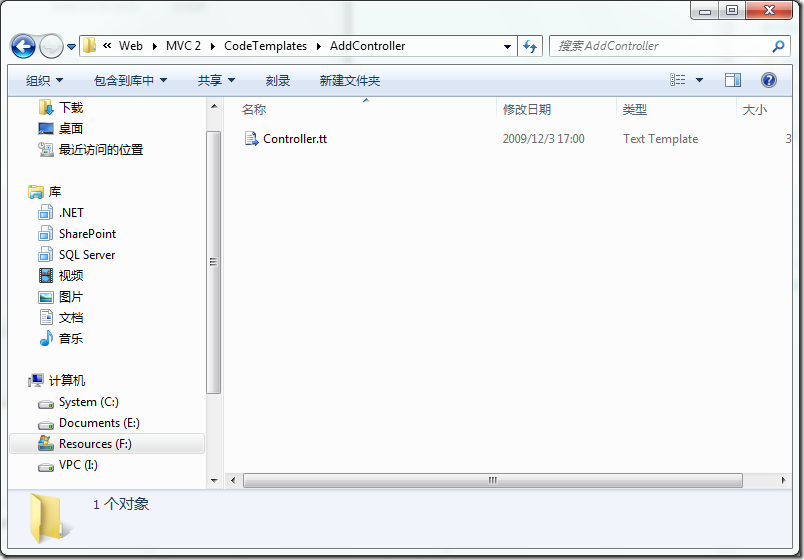 « Web ▸ MVC 2 ▸ CodeTemplates ▸ AddController
搜索 AddController
组织 包含到库中 共享 刻录 新建文件夹
名称 修改日期 类型 大小
Controller.tt 2009/12/3 17:00 Text Template 3
下载
桌面
最近访问的位置
库
.NET
SharePoint
SQL Server
视频
图片
文档
音乐
计算机
System (C:)
Documents (E:)
Resources (F:)
VPC (I:)
1 个对象